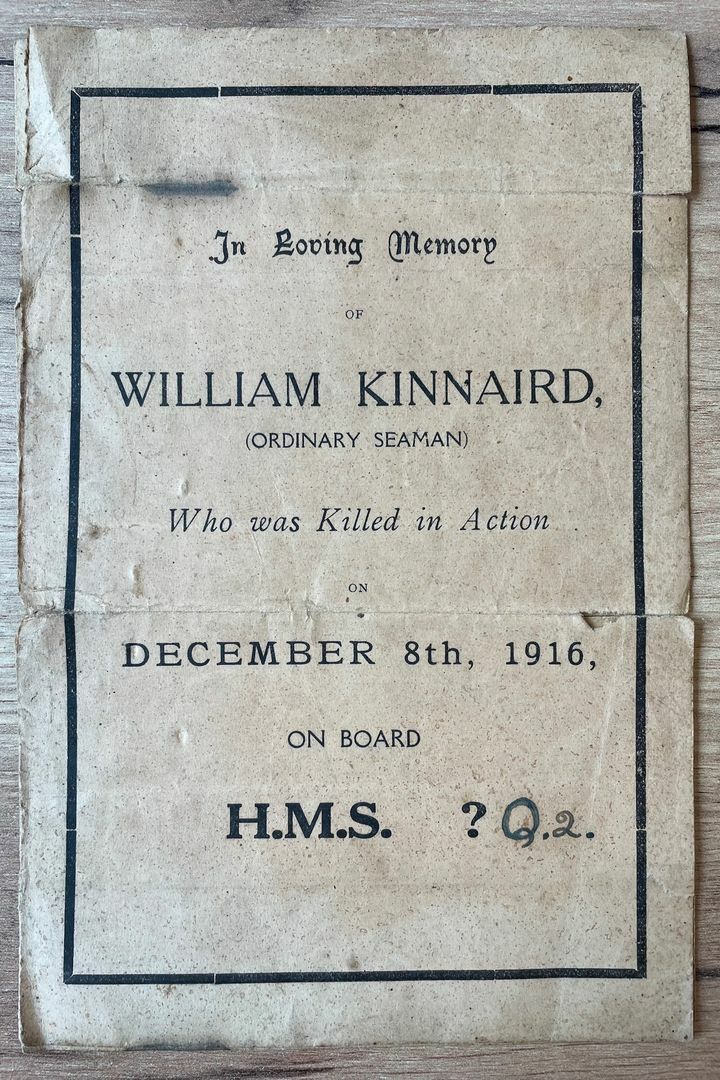 In Loving Memory
OF
WILLIAM KINNAIRD,
(ORDINARY SEAMAN)
Who was Killed in Action
ON
DECEMBER 8th, 1916,
ON BOARD
H.M.S. ? Q.2.